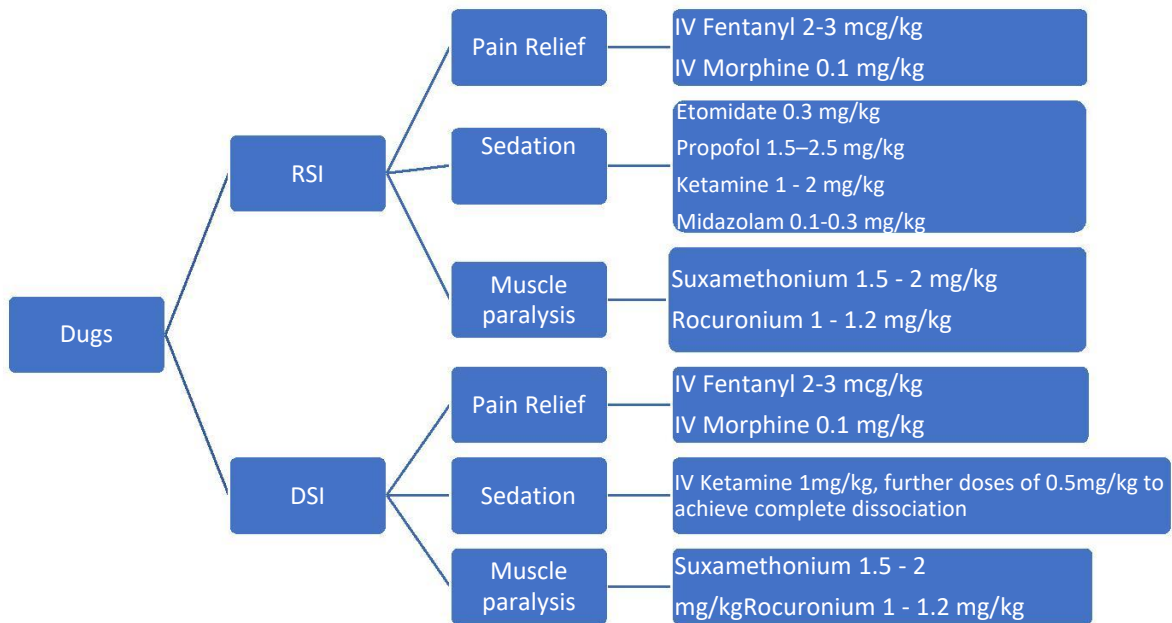 Dugs
RSI
Pain Relief
IV Fentanyl 2-3 mcg/kg
IV Morphine 0.1 mg/kg
Sedation
Etomidate 0.3 mg/kg
Propofol 1.5–2.5 mg/kg
Ketamine 1 - 2 mg/kg
Midazolam 0.1-0.3 mg/kg
Muscle
paralysis
Suxamethonium 1.5 - 2 mg/kg
Rocuronium 1 - 1.2 mg/kg
DSI
Pain Relief
IV Fentanyl 2-3 mcg/kg
IV Morphine 0.1 mg/kg
Sedation
IV Ketamine 1mg/kg, further doses of 0.5mg/kg to
achieve complete dissociation
Muscle
paralysis
Suxamethonium 1.5 - 2
mg/kgRocuronium 1 - 1.2 mg/kg